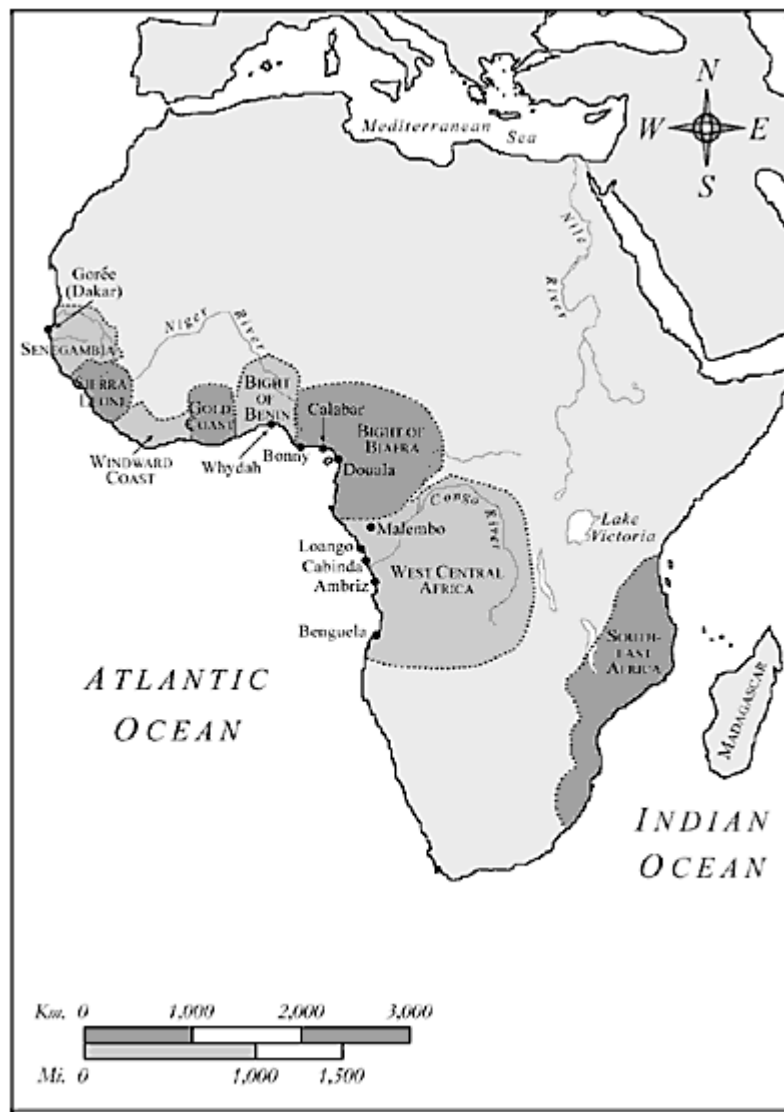 N
W E
S
Mediterranean
Sea
Nile
River
Gorée
(Dakar)
Niger
River
SENEGAMBIA
SIERRA
LEONE
GOLD
COAST
BIGHT
OF
BENIN
Calabar
BIGHT OF
BIAFRA
WINDWARD
COAST
Whydah
Bonny
Douala
Congo
River
Malembo
Lake
Victoria
Loango
Cabinda
Ambriz
WEST CENTRAL
AFRICA
Benguela
SOUTH-
EAST
AFRICA
MADAGASCAR
ATLANTIC
OCEAN
INDIAN
OCEAN
Km. 0 1,000 2,000 3,000
Mi. 0 1,000 1,500